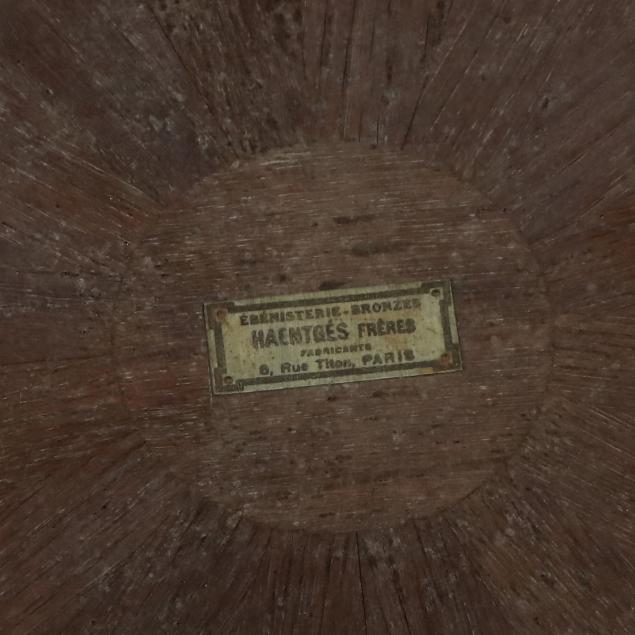 ÉBÉNISTERIE-BRONZES
HAENTGÉS FRÈRES
FABRICANTS
6, Rue Titon, PARIS